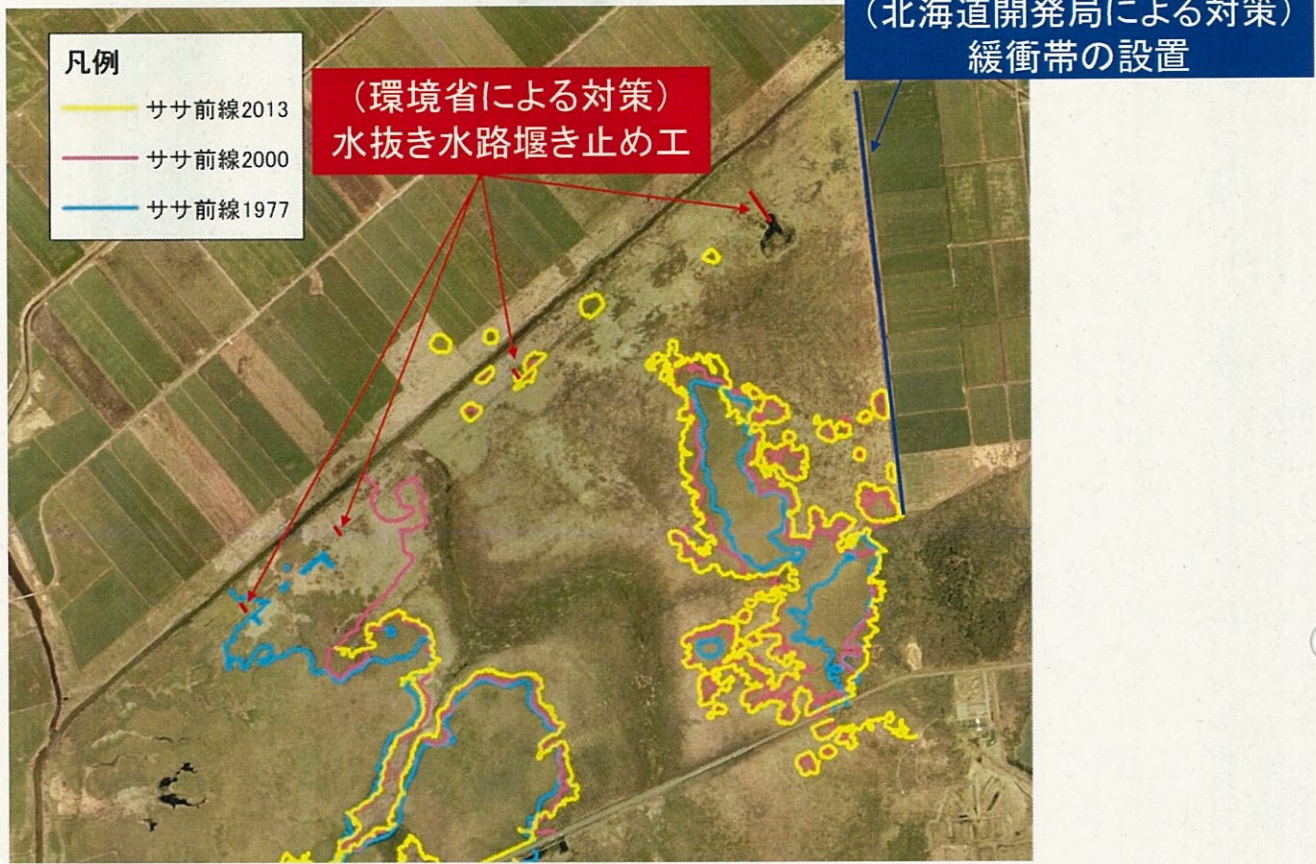 (北海道開発局による対策)
緩衝帯の設置
凡例
ササ前線2013
ササ前線2000
ササ前線1977
(環境省による対策)
水抜き水路堰き止め工